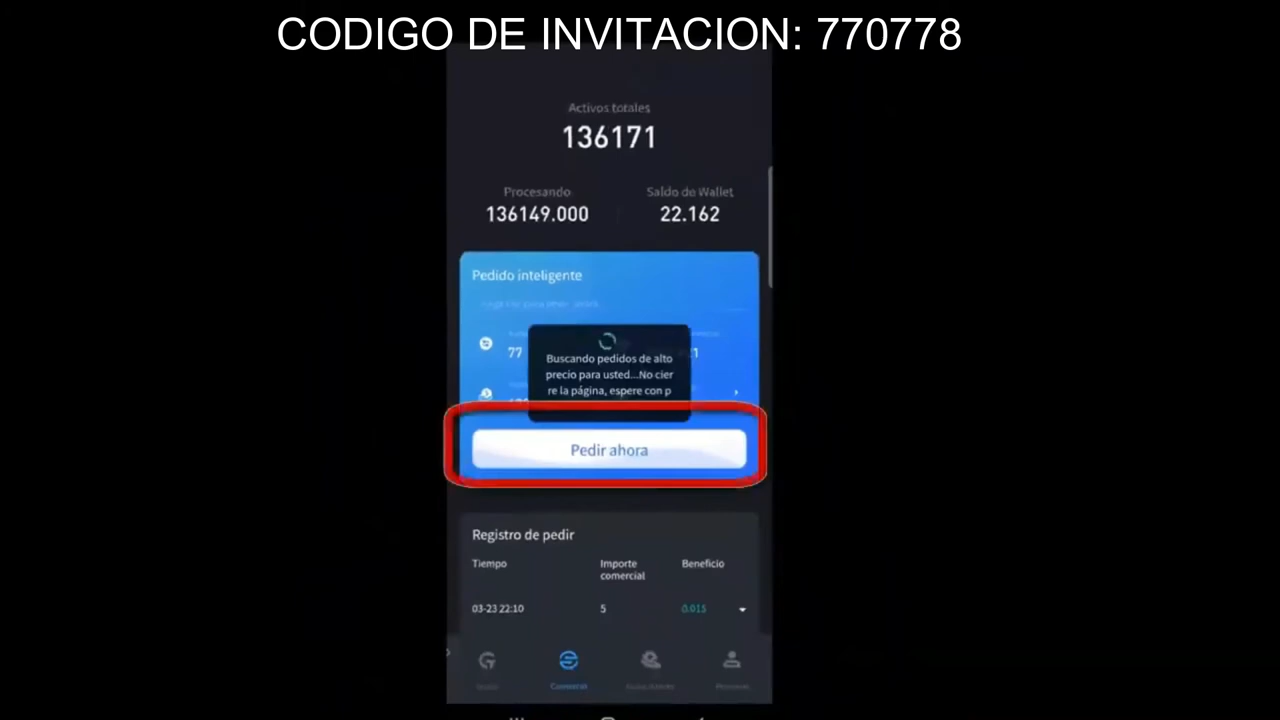 CODIGO DE INVITACION: 770778
Activos totales
136171
Procesando Saldo de Wallet
136149.000 22.162
Pedido inteligente
77
Buscando pedidos de alto
precio para usted...No cier
re la página, espere con p
Pedir ahora
Registro de pedir
Tiempo Importe comercial Beneficio
03-23 22:10 5 0.015
Comercio